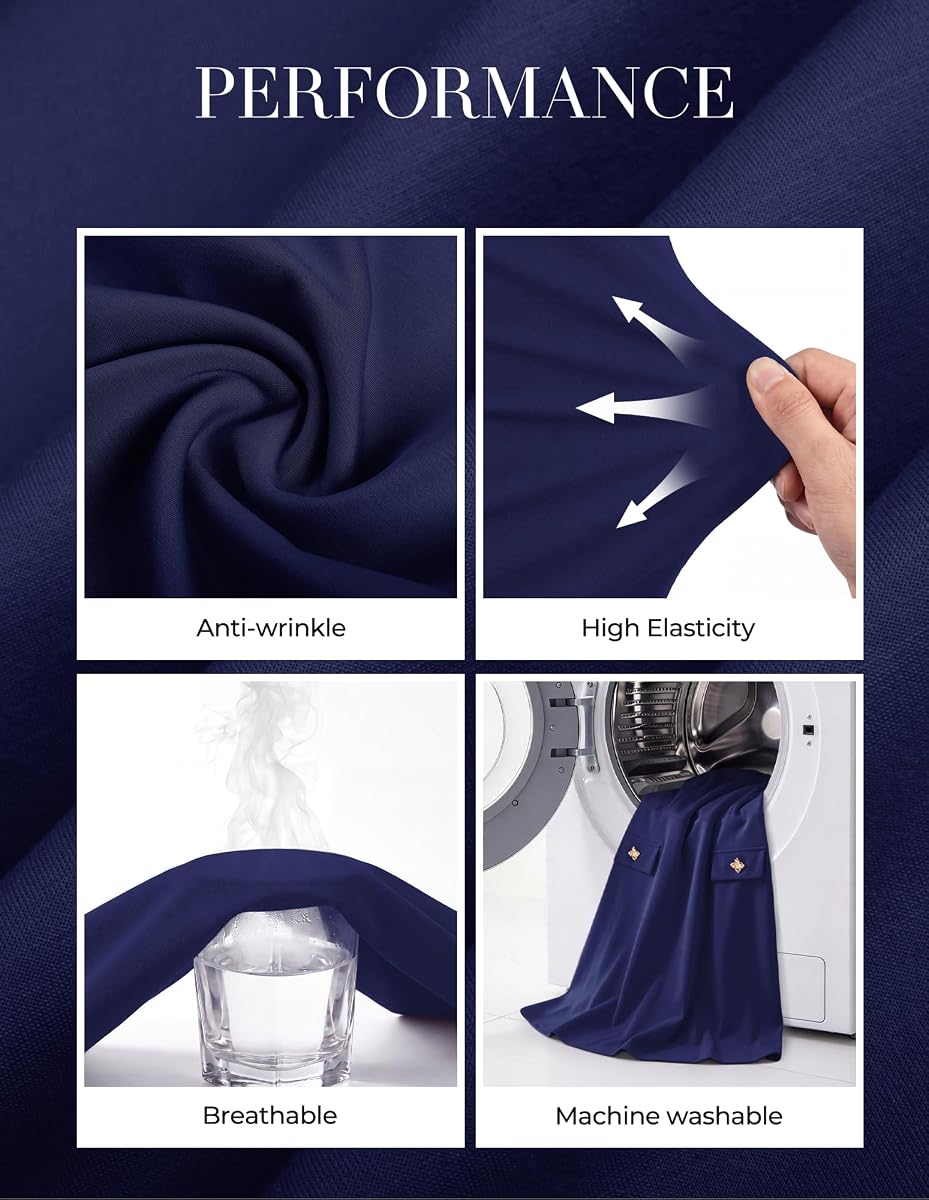 PERFORMANCE
Anti-wrinkle
High Elasticity
Breathable
Machine washable